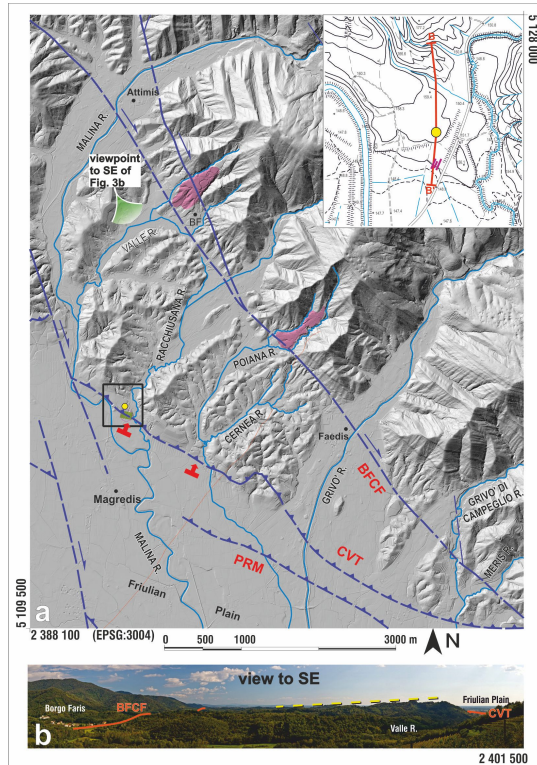 5 128 000
Attimis
MALINA R.
viewpoint
to SE of
Fig. 3b
BF
VALLE R.
RACCHIUSANA R.
POIANA R.
CERNEA R.
Faedis
GRIVO' R.
BFCF
GRIVO' DI
CAMPEGLIO R.
MERIS R.
Magredis
MALINA R.
PRM
CVT
Friulian
Plain
B
B'
a
5 109 500
2 388 100 (EPSG:3004)
0 500 1000 3000 m
N
view to SE
Borgo Faris
BFCF
Friulian Plain
CVT
Valle R.
b
2 401 500